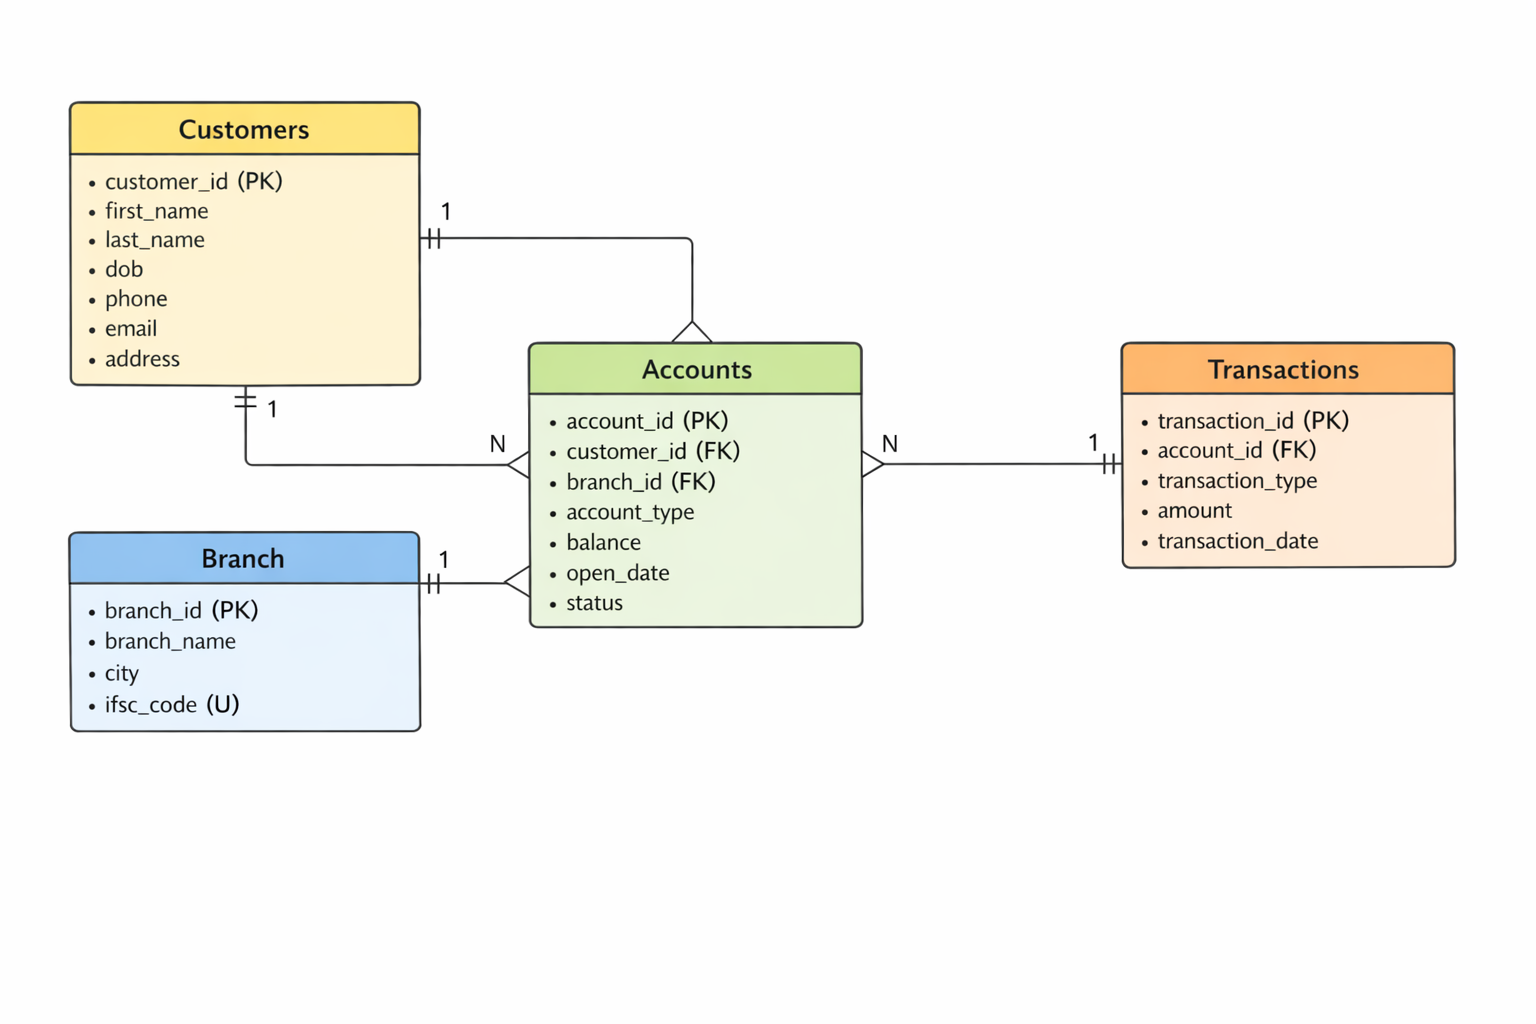 Customers
• customer_id (PK)
• first_name
• last_name
• dob
• phone
• email
• address
1
1
N
Accounts
• account_id (PK)
• customer_id (FK)
• branch_id (FK)
• account_type
• balance
• open_date
• status
N
1
Transactions
• transaction_id (PK)
• account_id (FK)
• transaction_type
• amount
• transaction_date
Branch
• branch_id (PK)
• branch_name
• city
• ifsc_code (U)
1